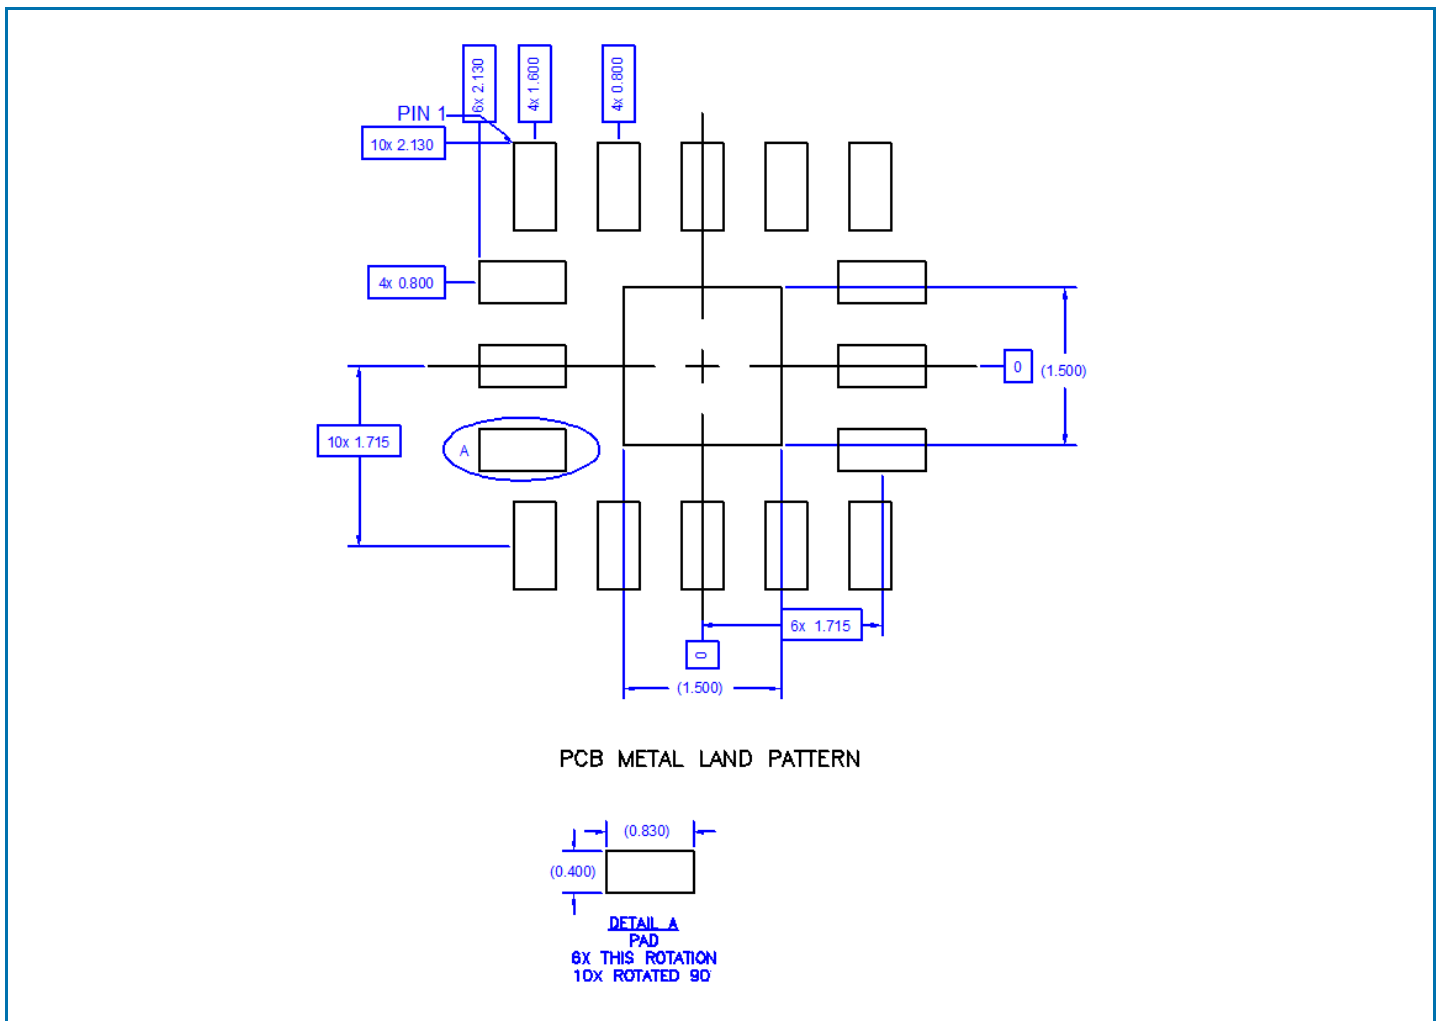 6x 2.130
4x 1.600
4x 0.800
PIN 1
10x 2.130
4x 0.800
0
(1.500)
10x 1.715
A
6x 1.715
0
(1.500)
PCB METAL LAND PATTERN
(0.830)
(0.400)
DETAIL A
PAD
6X THIS ROTATION
10X ROTATED 90